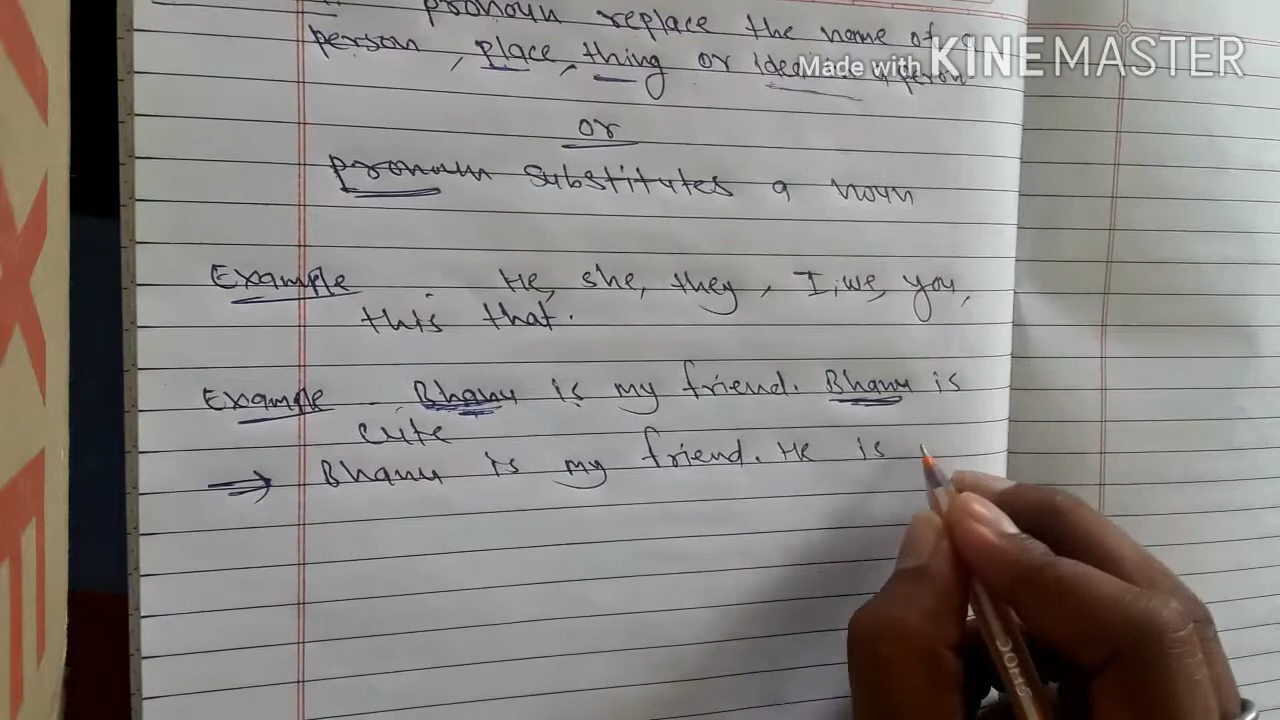 pronoun replace the name of a
person, place, thing or idea
Made with KINEMASTER
or
pronoun substitutes a noun
Example - He, she, they, I, we, you,
this that.
Example - Bhanu is my friend. Bhanu is
cute
⇒ Bhanu is my friend. He is